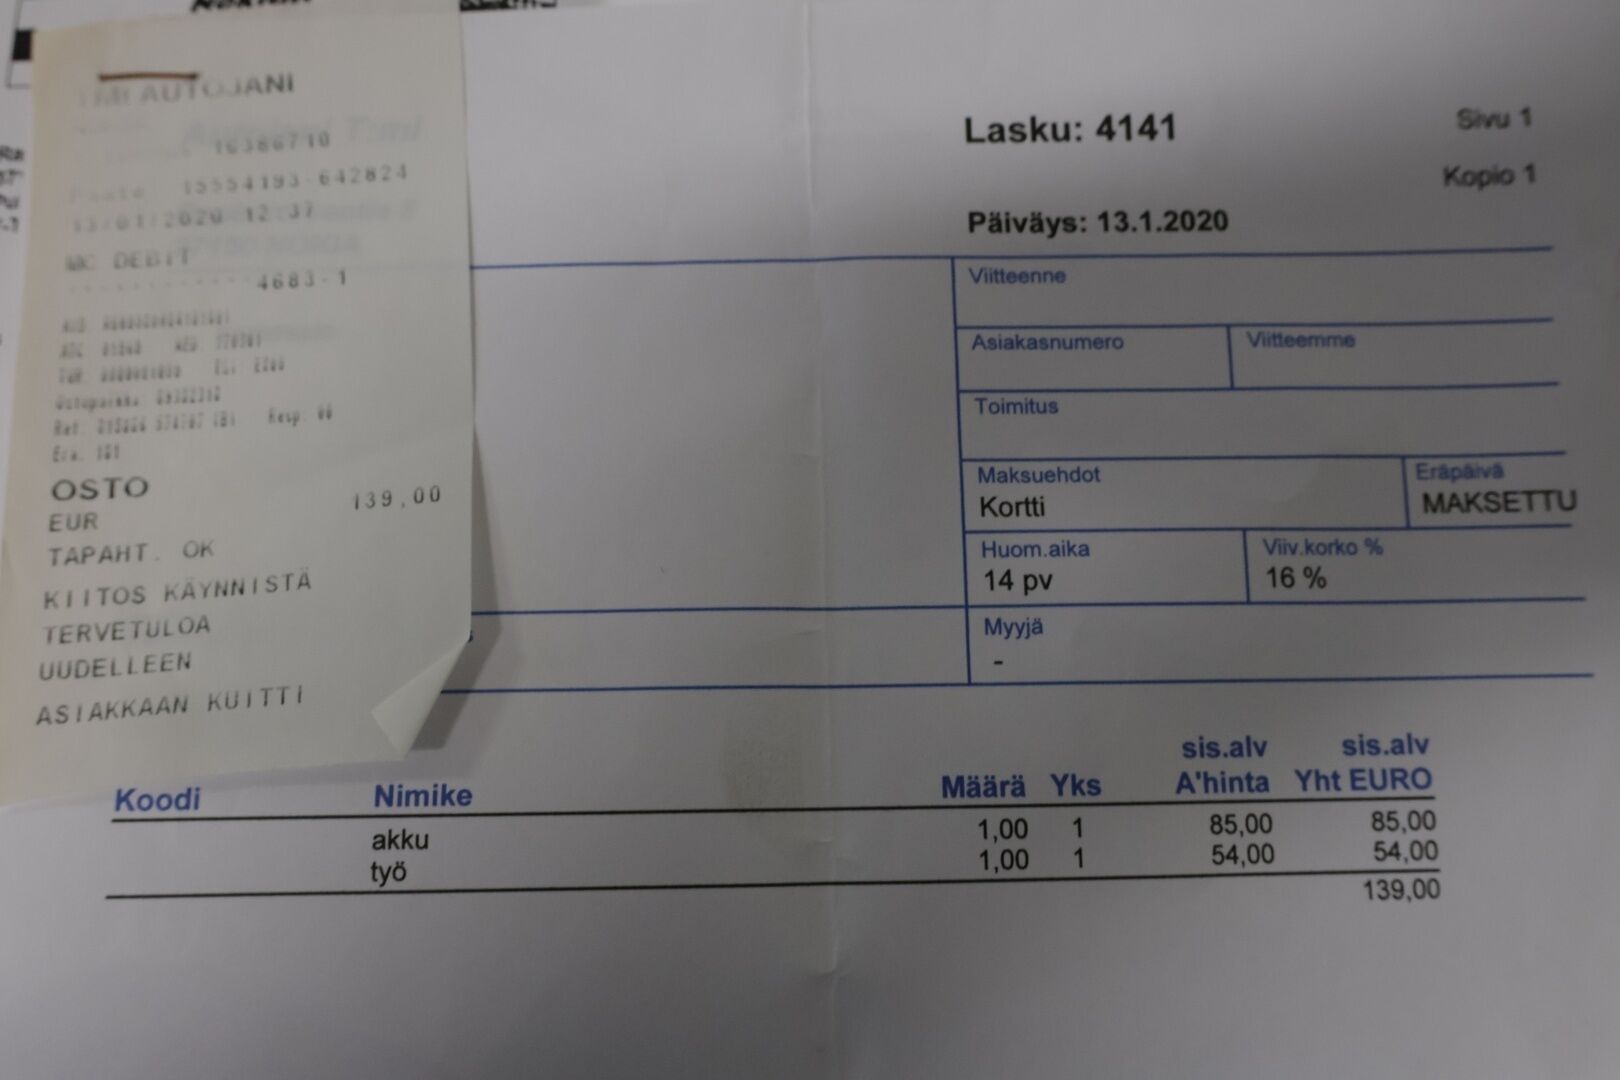 AUTOJANI
16386710
15554193-642824
13/01/2020 12:37
MC DEBIT
4683-1
OSTO
EUR 139,00
TAPAHT. OK
KIITOS KÄYNNISTÄ
TERVETULOA
UUDELLEEN
ASIAKKAAN KUITTI
Lasku: 4141
Sivu 1
Kopio 1
Päiväys: 13.1.2020
Viitteenne
Asiakasnumero Viitteemme
Toimitus
Maksuehdot Eräpäivä
Kortti MAKSETTU
Huom.aika Viiv.korko %
14 pv 16 %
Myyjä
-
sis.alv sis.alv
Koodi Nimike Määrä Yks A'hinta Yht EURO
akku 1,00 1 85,00 85,00
työ 1,00 1 54,00 54,00
139,00